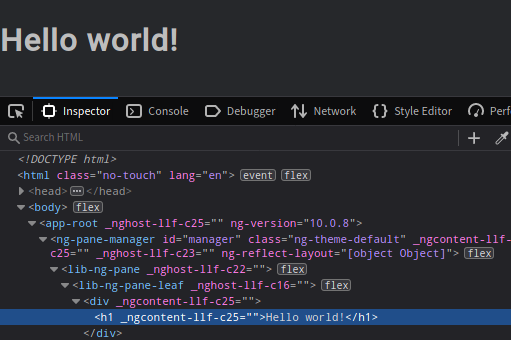 Hello world!
Inspector Console Debugger Network Style Editor Perf
Search HTML
<!DOCTYPE html>
<html class="no-touch" lang="en"> event flex
<head> ••• </head>
<body> flex
<app-root _nghost-llf-c25="" ng-version="10.0.8">
<ng-pane-manager id="manager" class="ng-theme-default" _ngcontent-llf-
c25="" _nghost-llf-c23="" ng-reflect-layout="[object Object]"> flex
<lib-ng-pane _nghost-llf-c22=""> flex
<lib-ng-pane-leaf _nghost-llf-c16=""> flex
<div _ngcontent-llf-c25="">
<h1 _ngcontent-llf-c25="">Hello world!</h1>
</div>